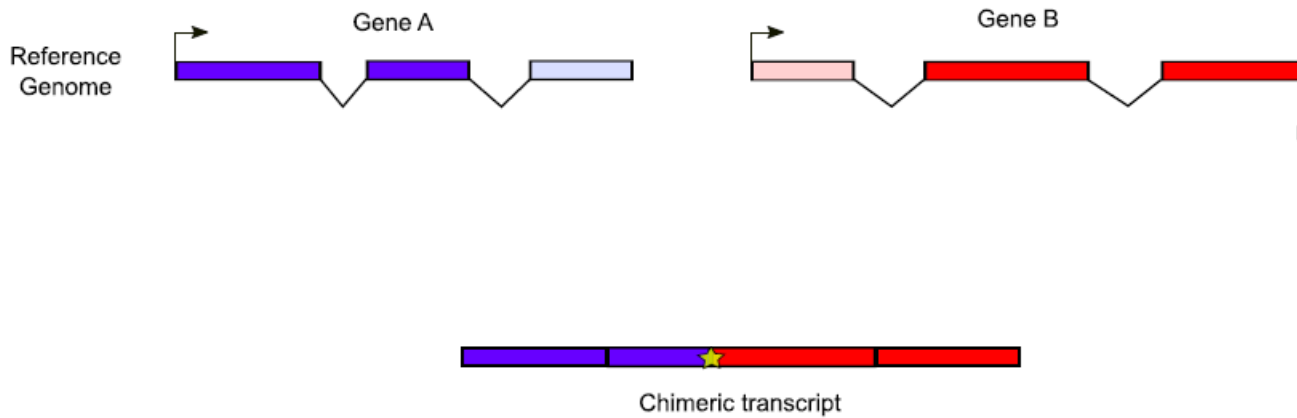 Gene A
Gene B
Reference
Genome
Chimeric transcript